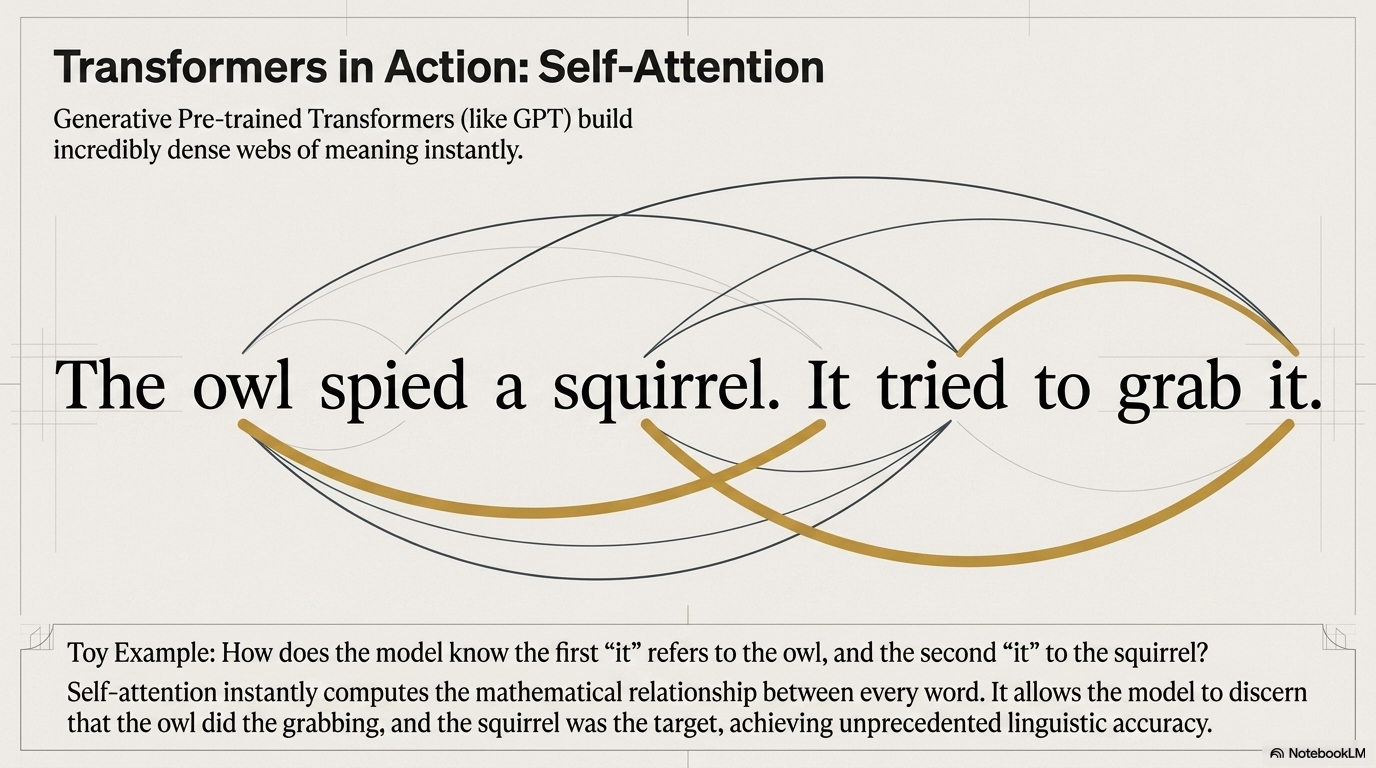 Transformers in Action: Self-Attention
Generative Pre-trained Transformers (like GPT) build
incredibly dense webs of meaning instantly.
The owl spied a squirrel. It tried to grab it.
Toy Example: How does the model know the first “it” refers to the owl, and the second “it” to the squirrel?
Self-attention instantly computes the mathematical relationship between every word. It allows the model to discern
that the owl did the grabbing, and the squirrel was the target, achieving unprecedented linguistic accuracy.
NotebookLM